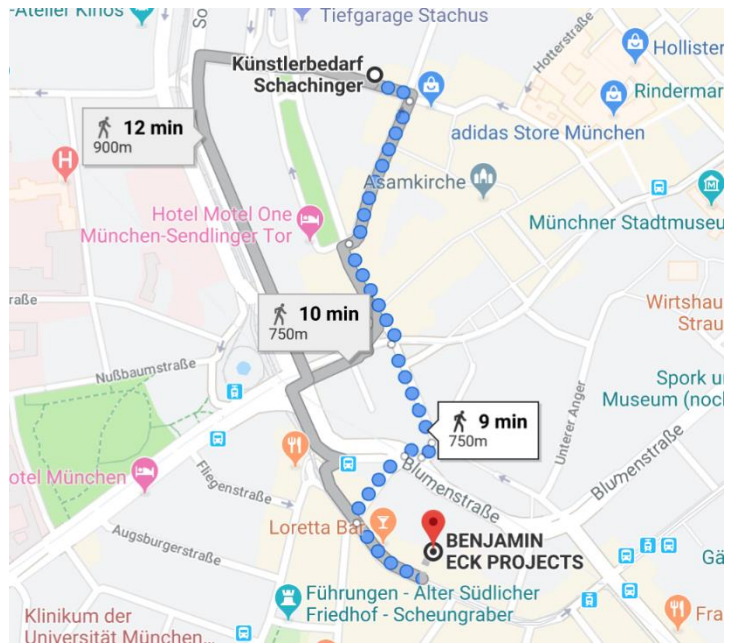 -Atelier Kinos
Tiefgarage Stachus
Künstlerbedarf
Schachinger
Hotterstraße
Hollister
Rindermar
12 min
900m
adidas Store München
H
Asamkirche
Hotel Motel One
München-Sendlinger Tor
Münchner Stadtmuseu
raße
10 min
750m
Wirtshau
Strau
Nußbaumstraße
Spork u
Museum (noch
Unterer Anger
9 min
750m
Blumenstraße
Blumenstraße
otel München
Fliegenstraße
Loretta Bar
Augsburgerstraße
BENJAMIN
ECK PROJECTS
Gä
Führungen - Alter Südlicher
Friedhof - Scheungraber
Fra
Klinikum der
Universität München...